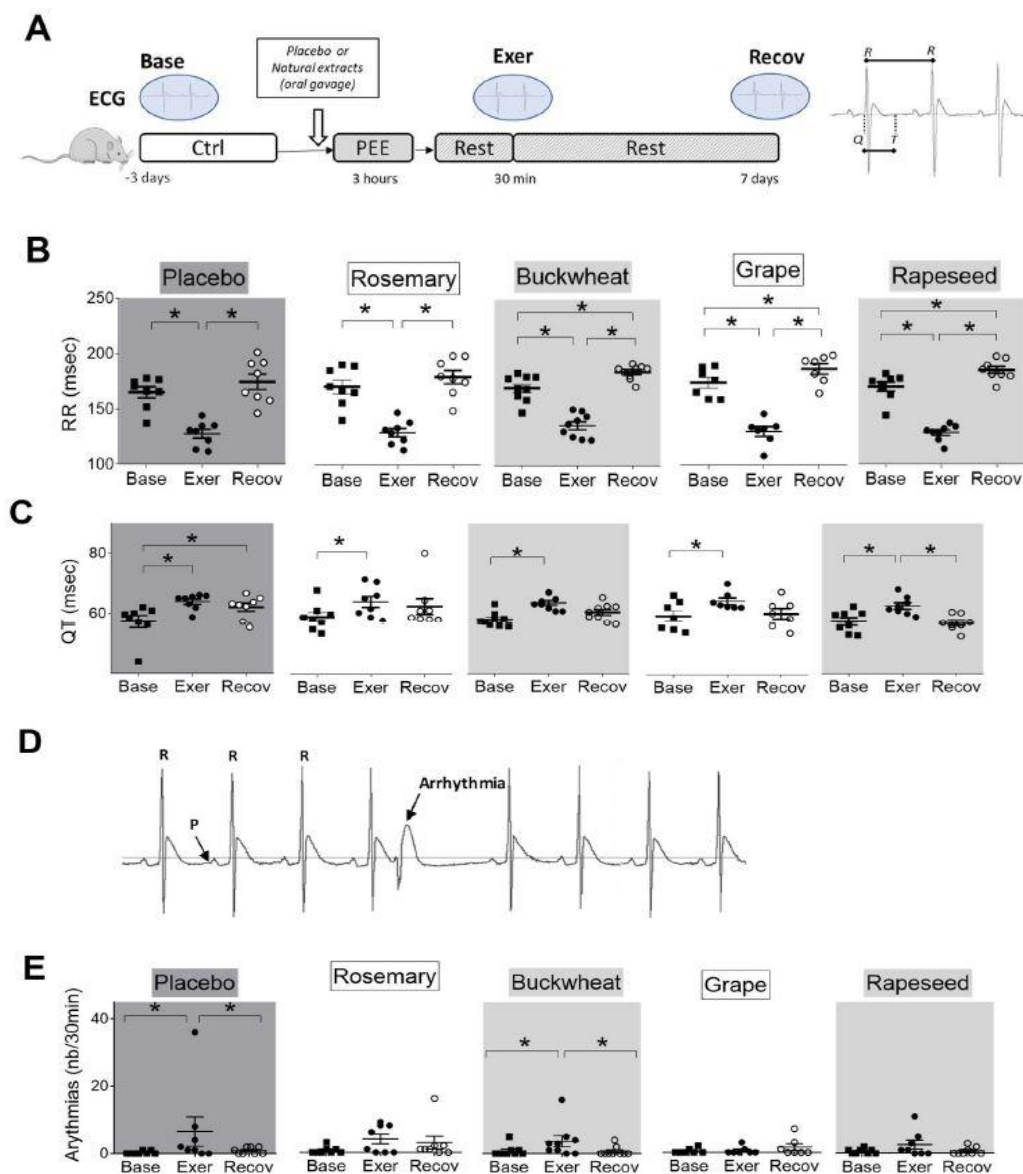 A
Base
Placebo or
Natural extracts
(oral gavage)
Exer
Recov
R R
ECG
Ctrl
PEE
Rest
Rest
Q T
-3 days
3 hours
30 min
7 days
B
Placebo
Rosemary
Buckwheat
Grape
Rapeseed
RR (msec)
250
200
150
100
* *
* *
* * *
* * *
* * *
Base Exer Recov
Base Exer Recov
Base Exer Recov
Base Exer Recov
Base Exer Recov
C
QT (msec)
80
60
* *
*
*
*
* *
Base Exer Recov
Base Exer Recov
Base Exer Recov
Base Exer Recov
Base Exer Recov
D
R R R
P
Arrhythmia
E
Placebo
Rosemary
Buckwheat
Grape
Rapeseed
Arythmias (nb/30min)
40
20
0
* *
* *
Base Exer Recov
Base Exer Recov
Base Exer Recov
Base Exer Recov
Base Exer Recov